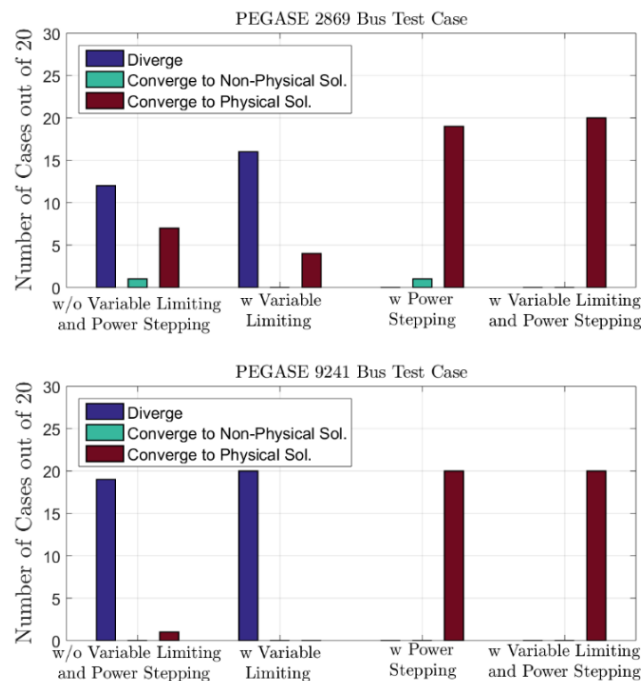 PEGASE 2869 Bus Test Case
Number of Cases out of 20
30
25
20
15
10
5
0
Diverge
Converge to Non-Physical Sol.
Converge to Physical Sol.
w/o Variable Limiting
and Power Stepping
w Variable
Limiting
w Power
Stepping
w Variable Limiting
and Power Stepping
PEGASE 9241 Bus Test Case
Number of Cases out of 20
30
25
20
15
10
5
0
Diverge
Converge to Non-Physical Sol.
Converge to Physical Sol.
w/o Variable Limiting
and Power Stepping
w Variable
Limiting
w Power
Stepping
w Variable Limiting
and Power Stepping